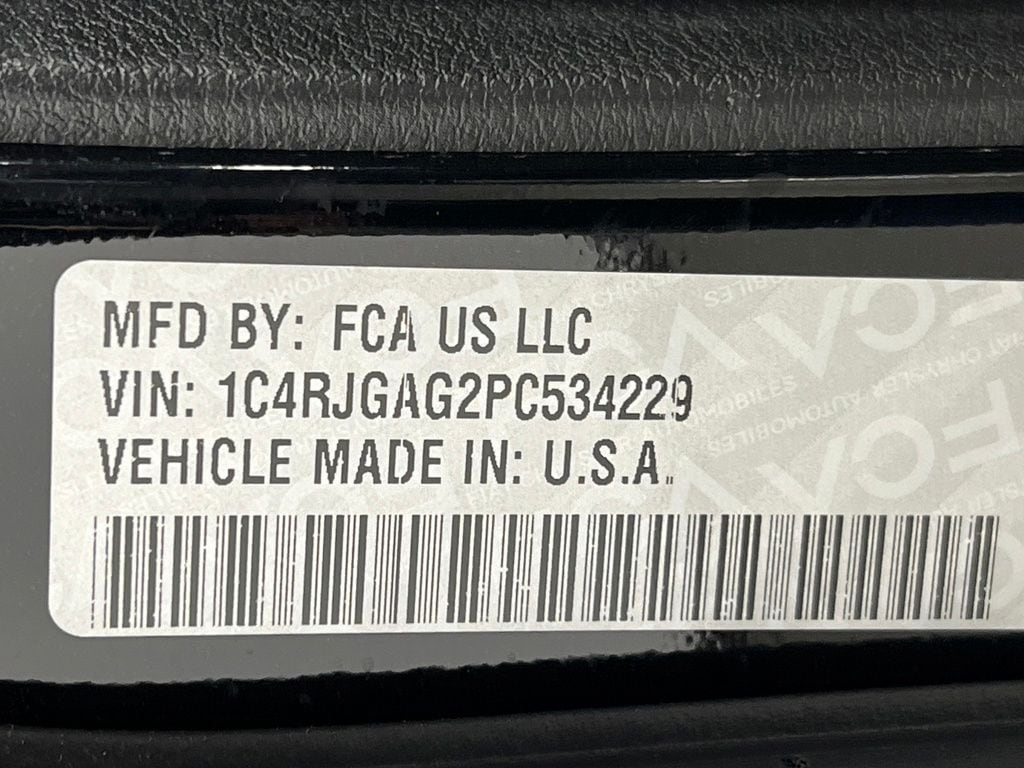 MFD BY: FCA US LLC
VIN: 1C4RJGAG2PC534229
VEHICLE MADE IN: U.S.A.